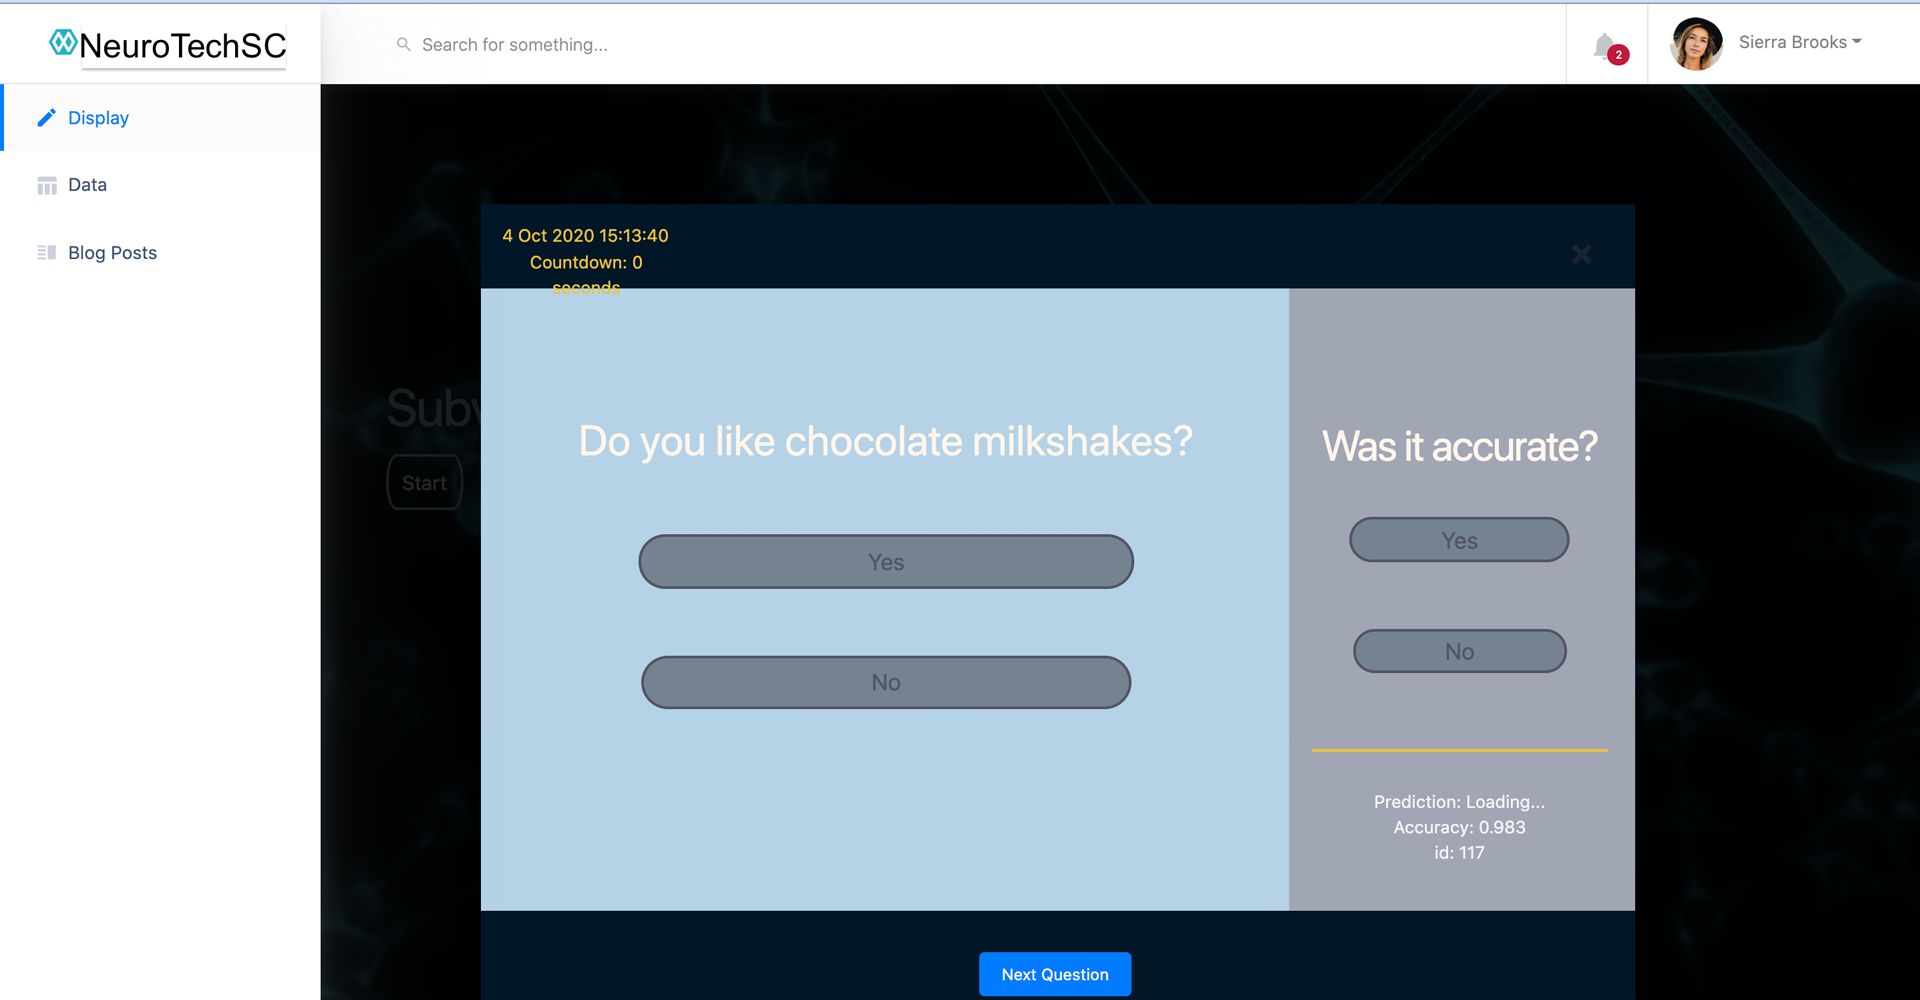 NeuroTechSC
Search for something...
2
Sierra Brooks
Display
Data
Blog Posts
4 Oct 2020 15:13:40
Countdown: 0
seconds
Start
Do you like chocolate milkshakes?
Yes
No
Was it accurate?
Yes
No
Prediction: Loading...
Accuracy: 0.983
id: 117
Next Question